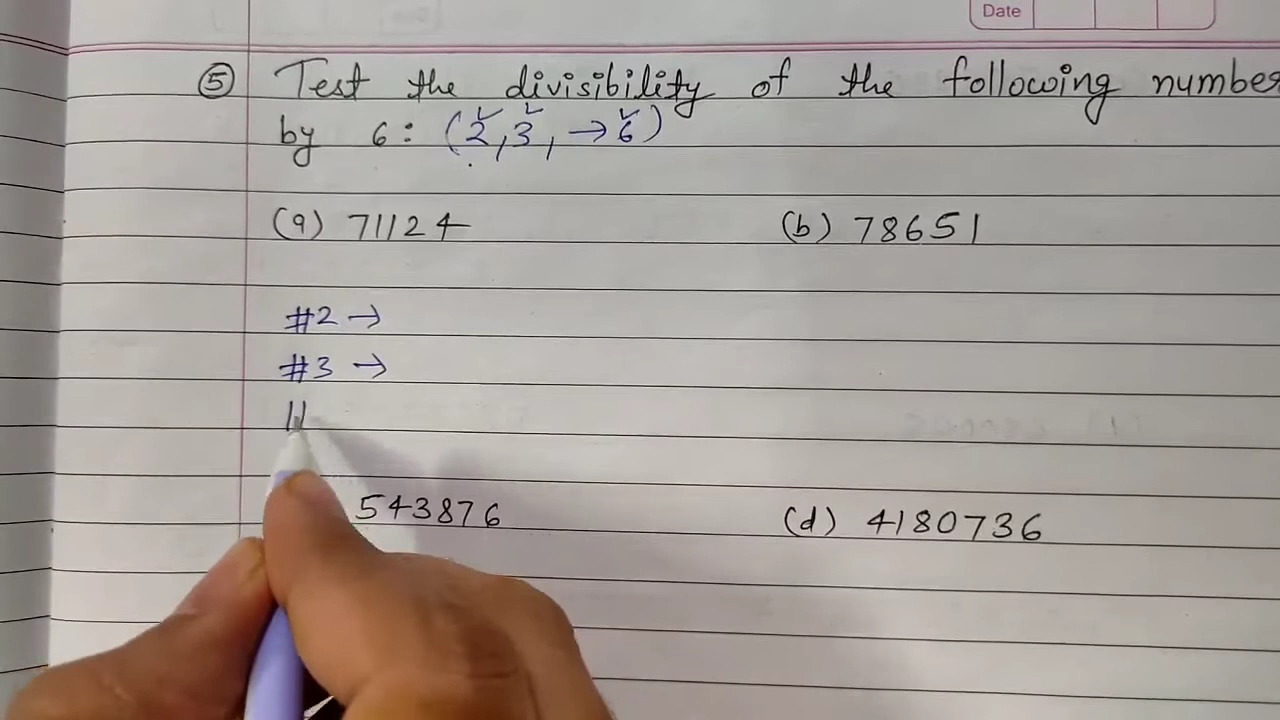 Date
⑤ Test the divisibility of the following number
by 6: (2,3, → 6)
(a) 71124 (b) 78651
#2 →
#3 →
543876 (d) 4180736